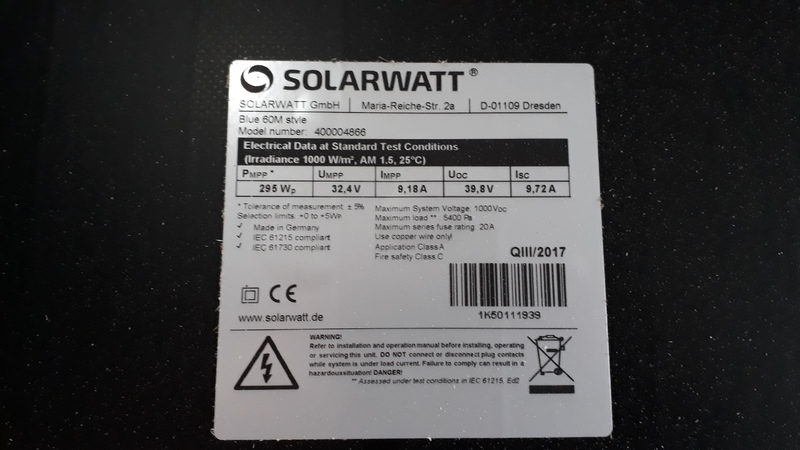 SOLARWATT®
SOLARWATT GmbH | Maria-Reiche-Str. 2a | D-01109 Dresden
Blue 60M style
Model number: 400004866
Electrical Data at Standard Test Conditions
(Irradiance 1000 W/m², AM 1.5, 25°C)
PMPP * UMPP IMPP UOC ISC
295 Wp 32,4 V 9,18 A 39,8 V 9,72 A
* Tolerance of measurement: ± 5%
Selection limits: +0 to +5WP
✓ Made in Germany
✓ IEC 61215 compliant
✓ IEC 61730 compliant
Maximum System Voltage: 1000VDC
Maximum load ** : 5400 Pa
Maximum series fuse rating: 20A
Use copper wire only!
Application Class A
Fire safety Class C
QIII/2017
CE
www.solarwatt.de
1K50111939
WARNING!
Refer to installation and operation manual before installing, operating
or servicing this unit. DO NOT connect or disconnect plug contacts
while system is under load current. Failure to comply can result in a
hazardoussituation! DANGER!
** Assessed under test conditions in IEC 61215, Ed2